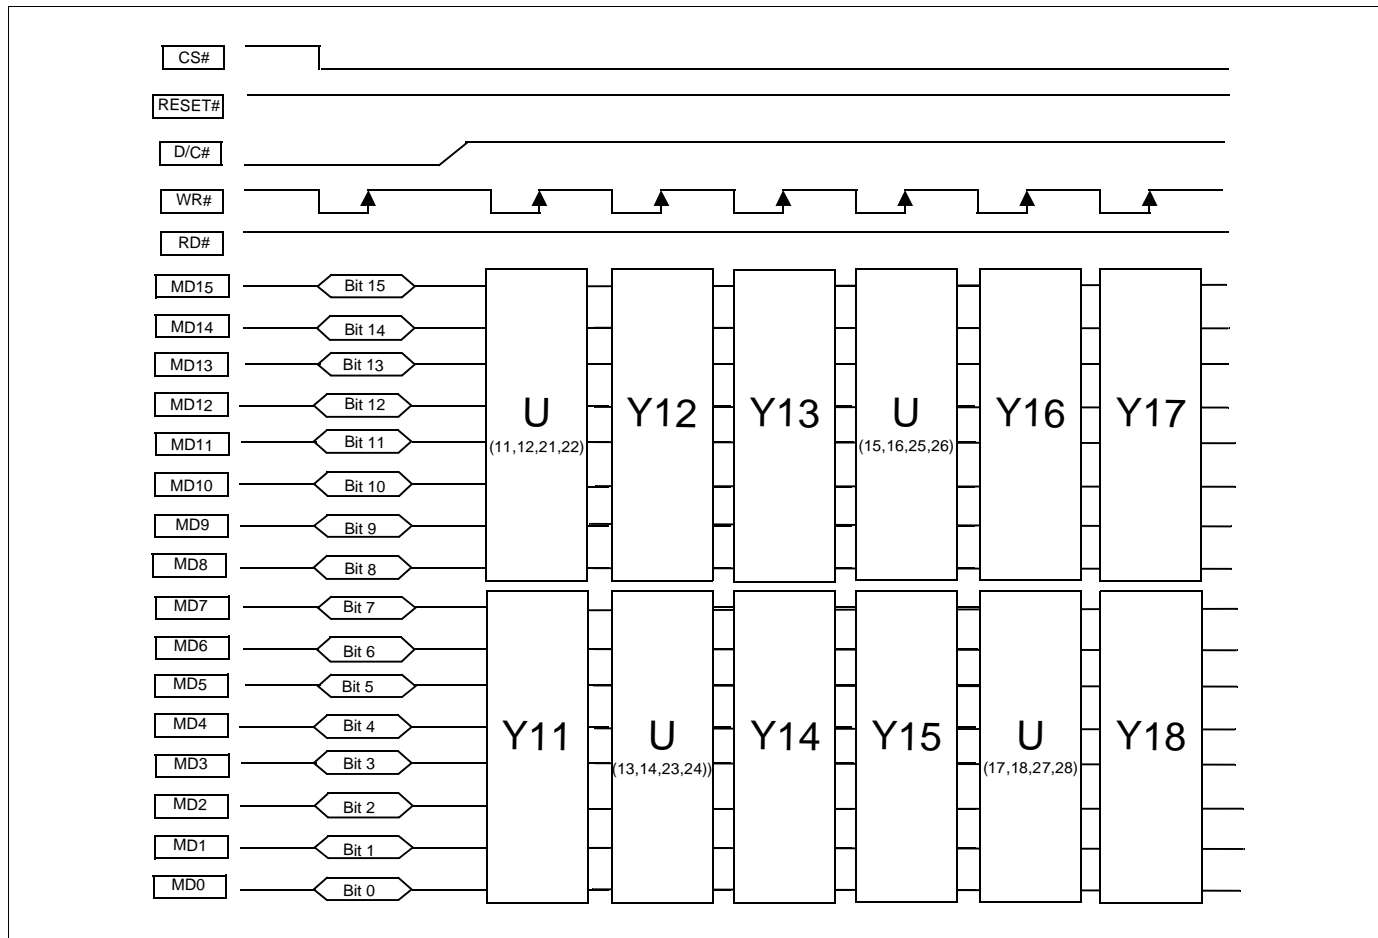 CS#
RESET#
D/C#
WR#
RD#
MD15 Bit 15
MD14 Bit 14
MD13 Bit 13
MD12 Bit 12 U Y12 Y13 U Y16 Y17
MD11 Bit 11 (11,12,21,22) (15,16,25,26)
MD10 Bit 10
MD9 Bit 9
MD8 Bit 8
MD7 Bit 7
MD6 Bit 6
MD5 Bit 5
MD4 Bit 4 Y11 U Y14 Y15 U Y18
MD3 Bit 3 (13,14,23,24)) (17,18,27,28)
MD2 Bit 2
MD1 Bit 1
MD0 Bit 0